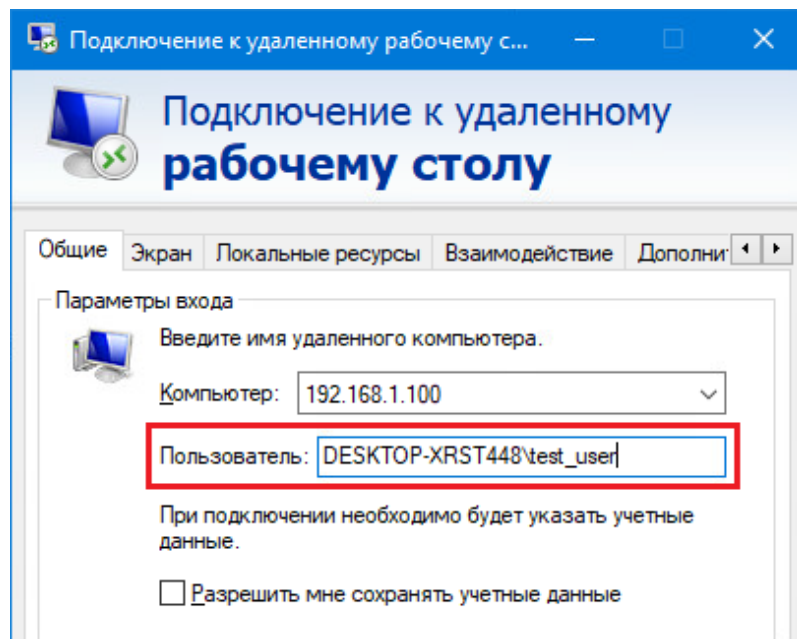 Подключение к удаленному рабочему с...
Подключение к удаленному
рабочему столу
Общие Экран Локальные ресурсы Взаимодействие Дополнит
Параметры входа
Введите имя удаленного компьютера.
Компьютер: 192.168.1.100
Пользователь: DESKTOP-XRST448\test_user
При подключении необходимо будет указать учетные
данные.
Разрешить мне сохранять учетные данные